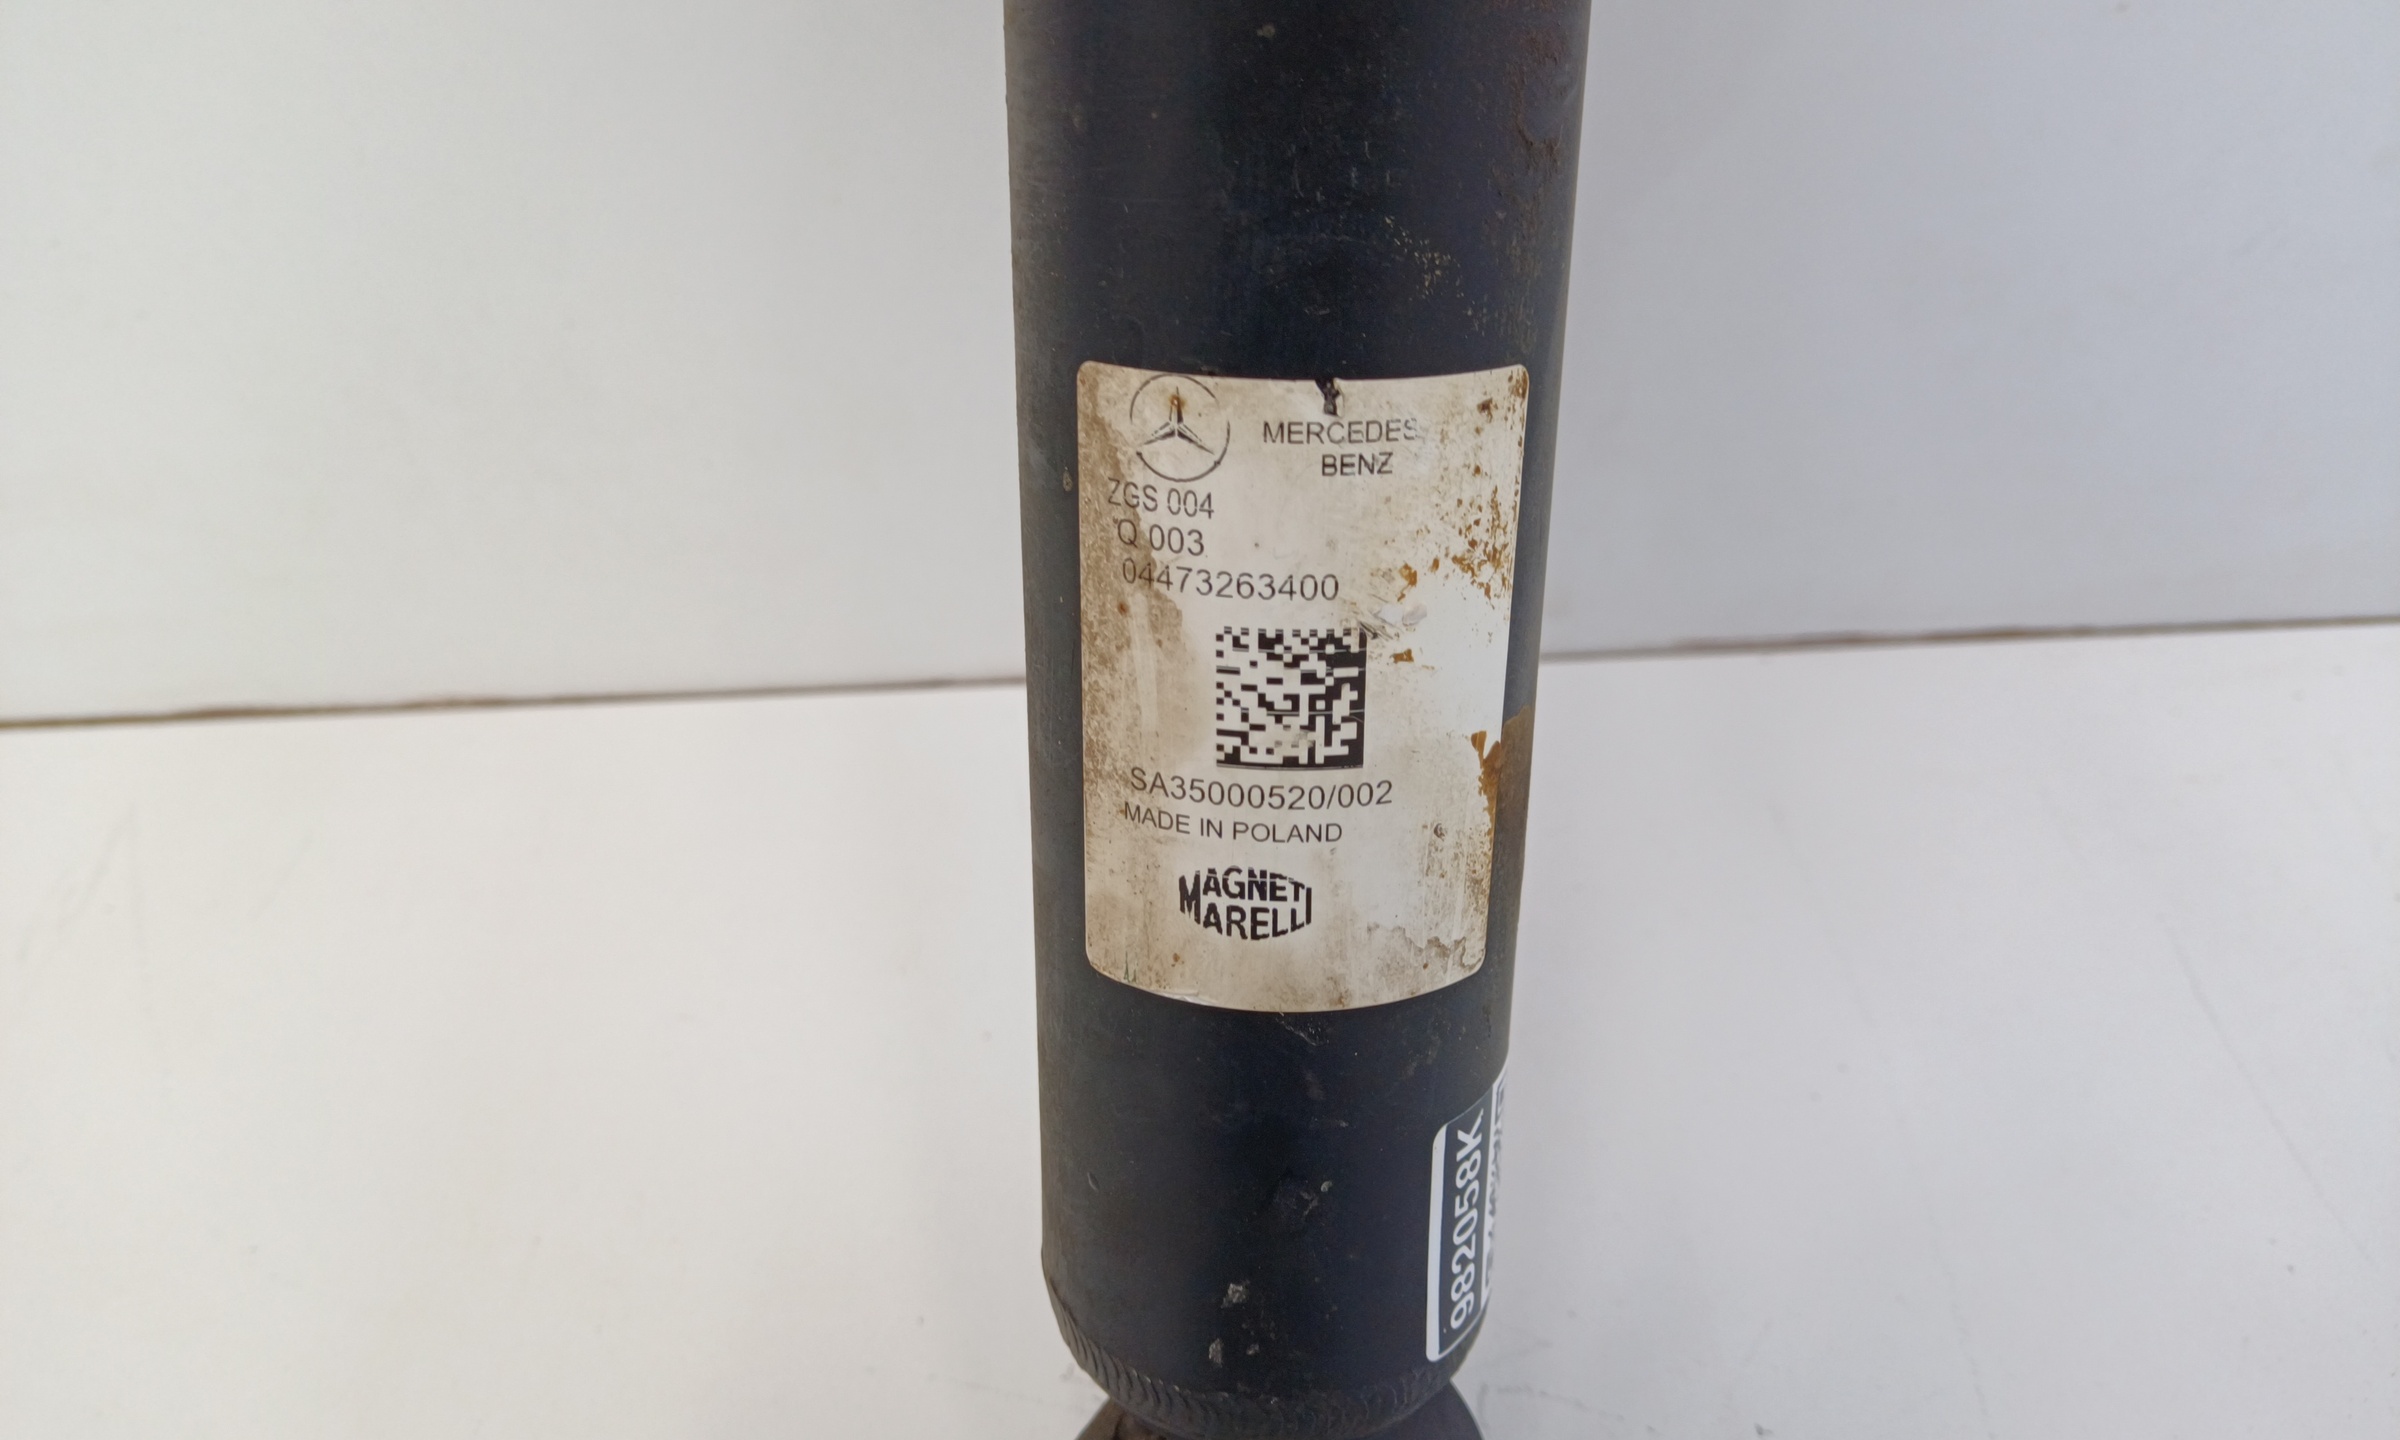 MERCEDES
BENZ
ZGS 004
Q 003
04473263400
SA35000520/002
MADE IN POLAND
MAGNETI
MARELLI
982058K